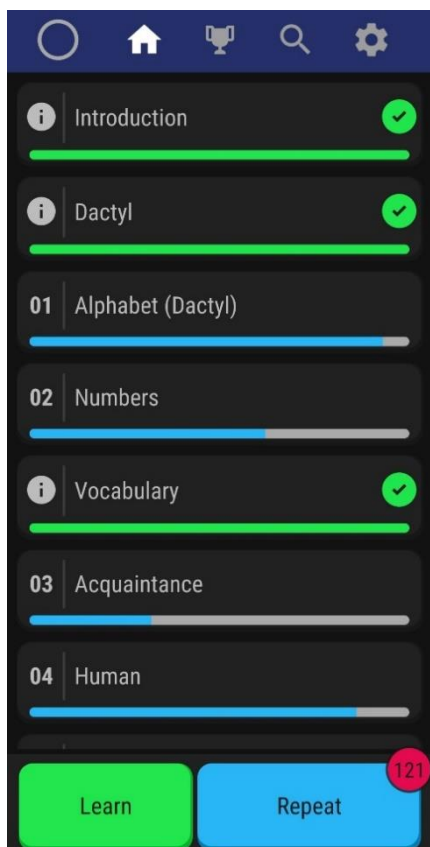 i Introduction
i Dactyl
01 Alphabet (Dactyl)
02 Numbers
i Vocabulary
03 Acquaintance
04 Human
121
Learn Repeat